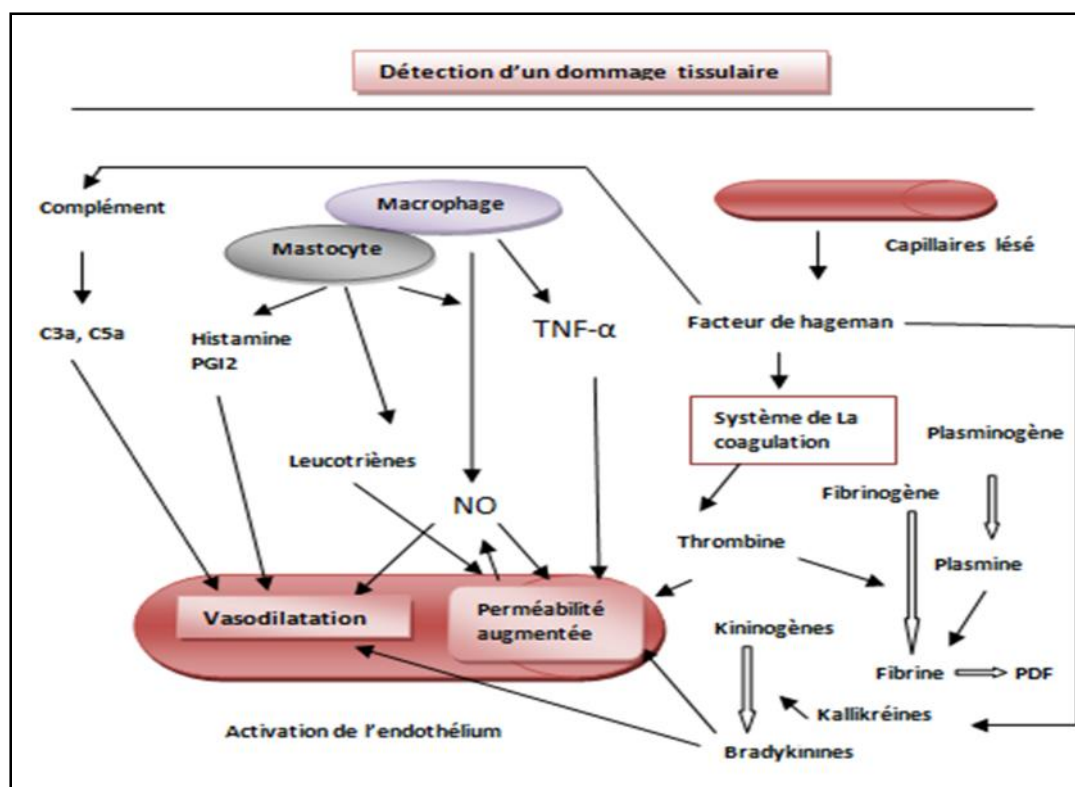 Détection d'un dommage tissulaire
Complément
Macrophage
Mastocyte
Capillaires lésé
C3a, C5a
Histamine
PGI2
TNF-α
Facteur de hageman
Système de La
coagulation
Plasminogène
Leucotriènes
Fibrinogène
NO
Thrombine
Plasmine
Vasodilatation
Perméabilité
augmentée
Kininogènes
Fibrine
PDF
Kallikréines
Activation de l'endothélium
Bradykinines